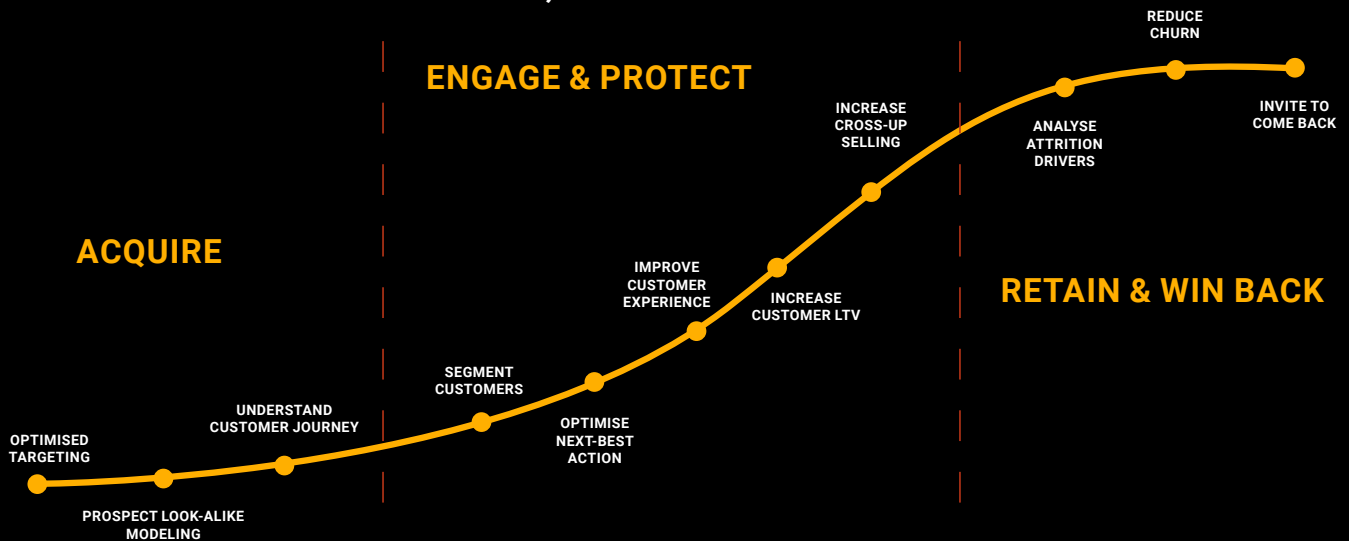 ACQUIRE
OPTIMISED
TARGETING
PROSPECT LOOK-ALIKE
MODELING
UNDERSTAND
CUSTOMER JOURNEY
ENGAGE & PROTECT
SEGMENT
CUSTOMERS
OPTIMISE
NEXT-BEST
ACTION
IMPROVE
CUSTOMER
EXPERIENCE
INCREASE
CUSTOMER LTV
INCREASE
CROSS-UP
SELLING
RETAIN & WIN BACK
ANALYSE
ATTRITION
DRIVERS
REDUCE
CHURN
INVITE TO
COME BACK